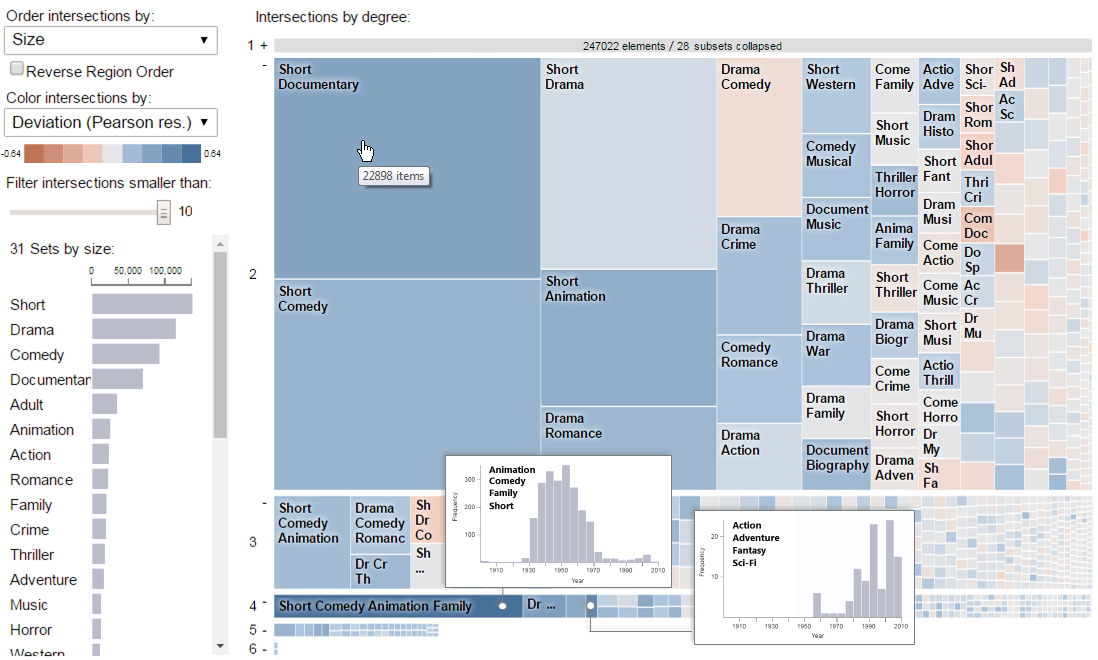 Order intersections by:
Size
Reverse Region Order
Color intersections by:
Deviation (Pearson res.)
-0.64
0.64
Filter intersections smaller than:
10
31 Sets by size:
0
50,000
100,000
Short
Drama
Comedy
Documentar
Adult
Animation
Action
Romance
Family
Crime
Thriller
Adventure
Music
Horror
Western
Intersections by degree:
1 +
247022 elements / 28 subsets collapsed
-
2
Short
Documentary
22898 items
Short
Comedy
Short
Drama
Short
Animation
Drama
Romance
Drama
Comedy
Drama
Crime
Comedy
Romance
Drama
Action
Short
Western
Comedy
Musical
Document
Music
Drama
Thriller
Drama
War
Drama
Family
Document
Biography
Come
Family
Short
Music
Thriller
Horror
Anima
Family
Short
Thriller
Drama
Biogr
Come
Crime
Short
Horror
Drama
Adven
Actio
Adve
Dram
Histo
Short
Fant
Dram
Musi
Come
Actio
Come
Music
Short
Musi
Actio
Thrill
Come
Horro
Dr
My
Sh
Fa
Shor
Sci-
Shor
Rom
Shor
Adul
Thri
Cri
Com
Doc
Do
Sp
Ac
Cr
Dr
Mu
Sh
Ad
Ac
Sc
-
3
Short
Comedy
Animation
Drama
Comedy
Romanc
Dr Cr
Th
Sh
Dr
Co
Sh
...
Animation
Comedy
Family
Short
Frequency
300
200
100
1910
1930
1950
1970
1990
2010
Year
Action
Adventure
Fantasy
Sci-Fi
Frequency
20
10
1910
1930
1950
1970
1990
2010
Year
4 -
Short Comedy Animation Family
Dr ...
5 -
6 -